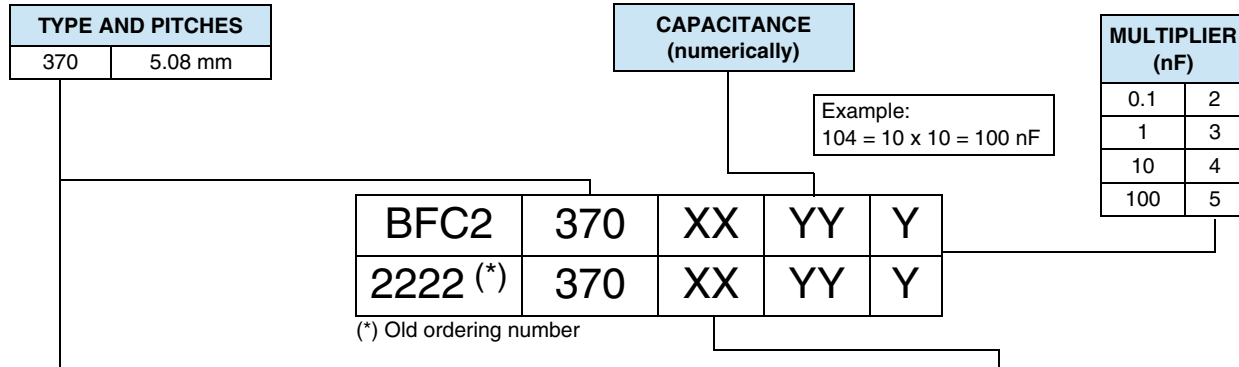 TYPE AND PITCHES
370 5.08 mm
CAPACITANCE
(numerically)
MULTIPLIER
(nF)
0.1 2
1 3
10 4
100 5
Example:
104 = 10 x 10 = 100 nF
BFC2 370 XX YY Y
2222 (*) 370 XX YY Y
(*) Old ordering number